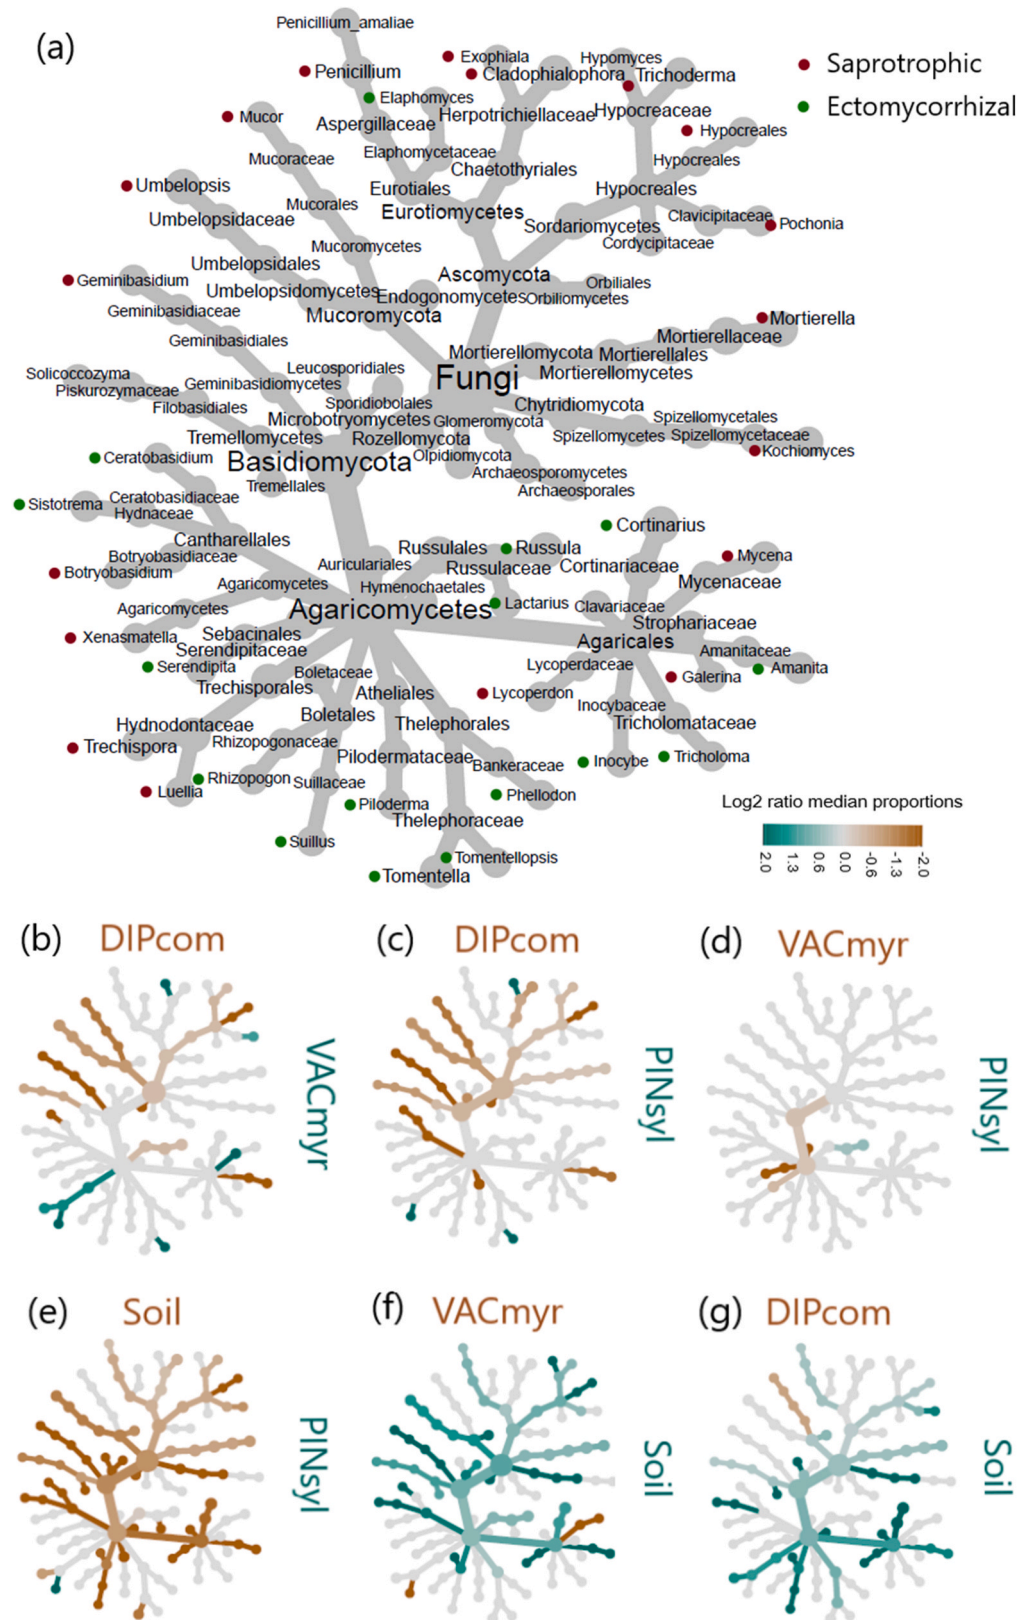 (a)
Penicillium_amaliae
Exophiala
Hypomyces
Saprotrophic
Penicillium
Cladophialophora
Trichoderma
Elaphomyces
Ectomycorrhizal
Mucor
Aspergillaceae
Herpotrichiellaceae
Hypocreaceae
Hypocreales
Mucoraceae
Elaphomycetaceae
Chaetothyriales
Hypocreales
Umbelopsis
Eurotiales
Hypocreales
Mucorales
Eurotiomycetes
Umbelopsidaceae
Sordariomycetes
Clavicipitaceae
Pochonia
Mucoromycetes
Cordycipitaceae
Umbelopsidales
Ascomycota
Geminibasidium
Orbiliales
Umbelopsidomycetes
Endogonomycetes
Orbiliomycetes
Geminibasidiaceae
Mucoromycota
Mortierella
Geminibasidiales
Mortierellaceae
Mortierellomycota
Mortierellales
Leucosporidiales
Fungi
Mortierellomycetes
Solicoccozyma
Piskurozymaceae
Geminibasidiomycetes
Filobasidiales
Sporidiobolales
Chytridiomycota
Microbotryomycetes
Glomeromycota
Spizellomycetales
Tremellomycetes
Rozellomycota
Spizellomycetes
Spizellomycetaceae
Ceratobasidium
Basidiomycota
Olpidiomycota
Kochiomyces
Tremellales
Archaeosporomycetes
Archaeosporales
Sistotrema
Ceratobasidiaceae
Hydnaceae
Cortinarius
Cantharellales
Russulales
Russula
Botryobasidiaceae
Auriculariales
Russulaceae
Cortinariaceae
Mycena
Botryobasidium
Agaricomycetes
Hymenochaetales
Mycenaceae
Agaricomycetes
Agaricomycetes
Lactarius
Clavariaceae
Strophariaceae
Xenasmatella
Sebacinales
Agaricales
Serendipitaceae
Amanitaceae
Serendipita
Boletaceae
Lycoperdaceae
Amanita
Trechisporales
Atheliales
Lycoperdon
Galerina
Inocybaceae
Hydnodontaceae
Boletales
Thelephorales
Tricholomataceae
Trechispora
Rhizopogonaceae
Pilodermataceae
Bankeraceae
Inocybe
Tricholoma
Luellia
Rhizopogon
Suillaceae
Phellodon
Piloderma
Thelephoraceae
Suillus
Tomentellopsis
Tomentella
Log2 ratio median proportions
2.0
1.3
0.6
0.0
-0.6
-1.3
-2.0
(b)
DIPcom
VACmyr
(c)
DIPcom
PINsyl
(d)
VACmyr
PINsyl
(e)
Soil
PINsyl
(f)
VACmyr
Soil
(g)
DIPcom
Soil